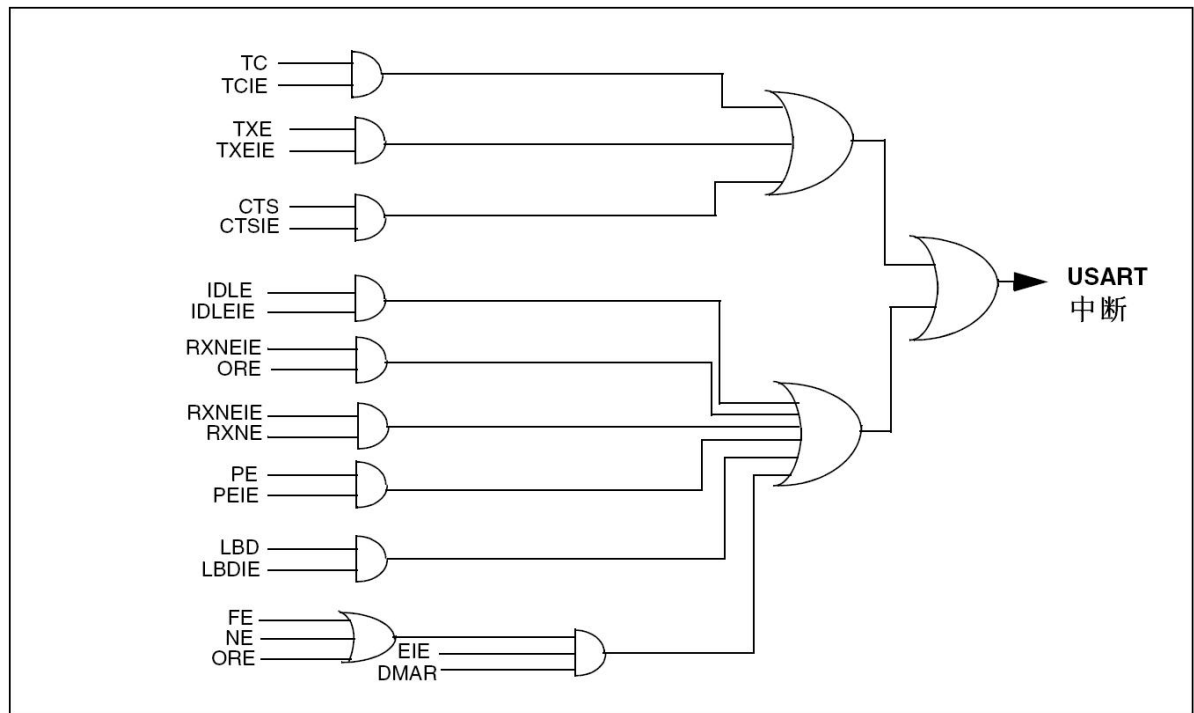 TC
TCIE
TXE
TXEIE
CTS
CTSIE
IDLE
IDLEIE
RXNEIE
ORE
RXNEIE
RXNE
PE
PEIE
LBD
LBDIE
FE
NE
ORE
EIE
DMAR
USART
中断